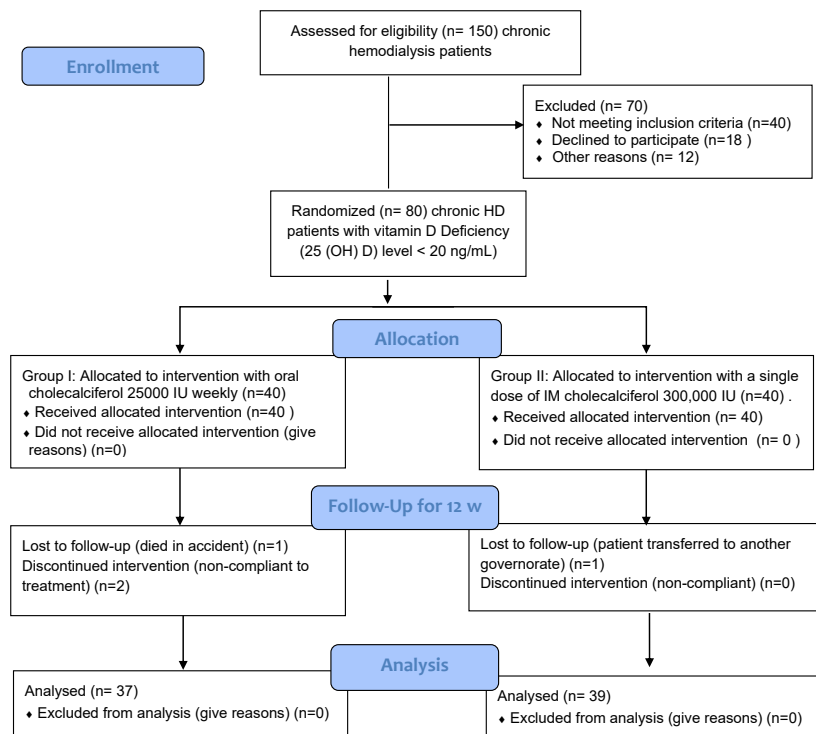 Assessed for eligibility (n= 150) chronic
hemodialysis patients
Enrollment
Excluded (n= 70)
♦ Not meeting inclusion criteria (n=40)
♦ Declined to participate (n=18 )
♦ Other reasons (n= 12)
Randomized (n= 80) chronic HD
patients with vitamin D Deficiency
(25 (OH) D) level < 20 ng/mL)
Allocation
Group I: Allocated to intervention with oral
cholecalciferol 25000 IU weekly (n=40)
♦ Received allocated intervention (n=40 )
♦ Did not receive allocated intervention (give
reasons) (n=0)
Group II: Allocated to intervention with a single
dose of IM cholecalciferol 300,000 IU (n=40) .
♦ Received allocated intervention (n= 40)
♦ Did not receive allocated intervention (n= 0 )
Follow-Up for 12 w
Lost to follow-up (died in accident) (n=1)
Discontinued intervention (non-compliant to
treatment) (n=2)
Lost to follow-up (patient transferred to another
governorate) (n=1)
Discontinued intervention (non-compliant) (n=0)
Analysis
Analysed (n= 37)
♦ Excluded from analysis (give reasons) (n=0)
Analysed (n= 39)
♦ Excluded from analysis (give reasons) (n=0)